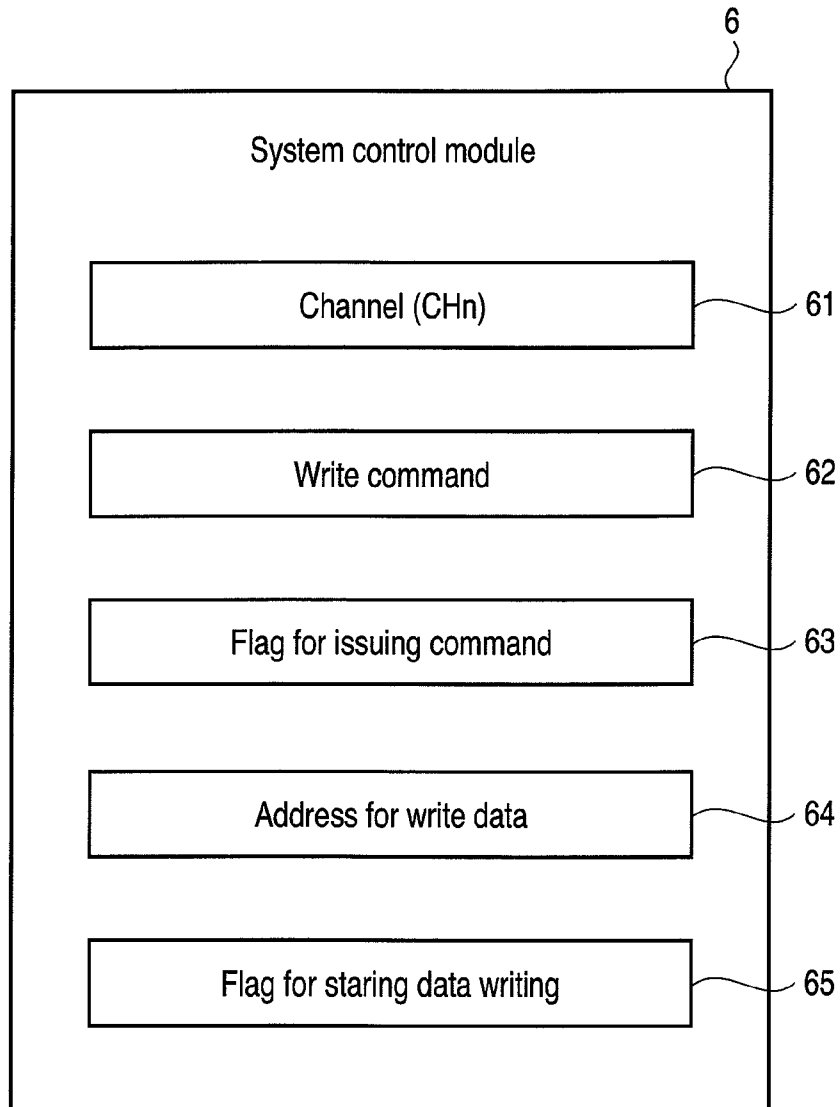 6
System control module
Channel (CHn)
61
Write command
62
Flag for issuing command
63
Address for write data
64
Flag for staring data writing
65